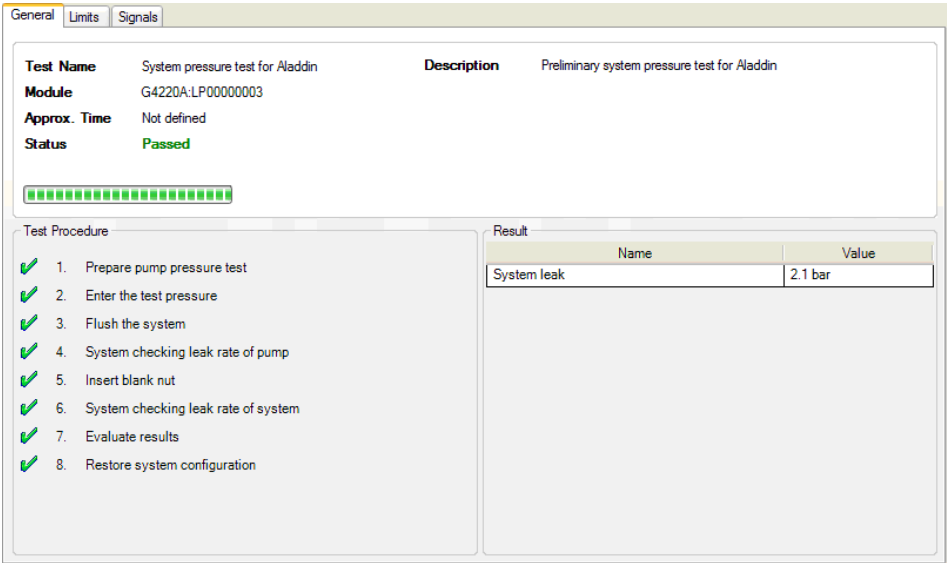 General Limits Signals
Test Name System pressure test for Aladdin Description Preliminary system pressure test for Aladdin
Module G4220A:LP00000003
Approx. Time Not defined
Status Passed
Test Procedure
1. Prepare pump pressure test
2. Enter the test pressure
3. Flush the system
4. System checking leak rate of pump
5. Insert blank nut
6. System checking leak rate of system
7. Evaluate results
8. Restore system configuration
Result
Name Value
System leak 2.1 bar